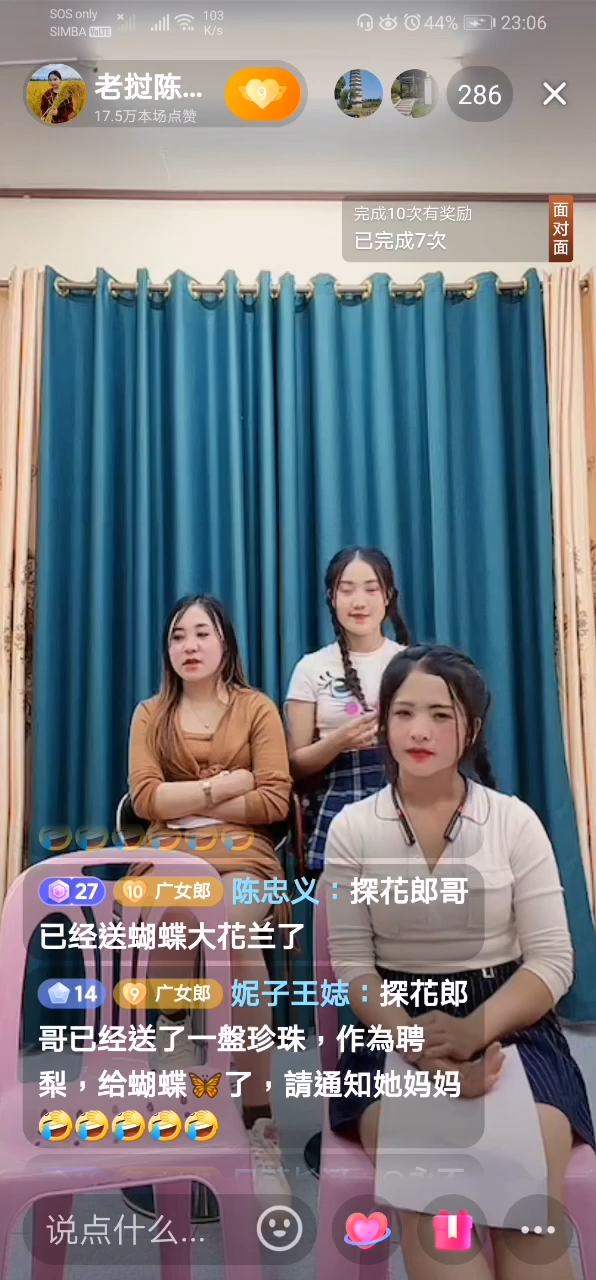 SOS only
SIMBA VoLTE
103
K/s
44%
23:06
老挝陈...
17.5万本场点赞
9
286
完成10次有奖励
已完成7次
面对面
27 10 广女郎 陈忠义：探花郎哥
已经送蝴蝶大花兰了
14 9 广女郎 妮子王娡：探花郎
哥已经送了一盤珍珠，作為聘
梨，给蝴蝶🦋了，請通知她妈妈
🤣🤣🤣🤣🤣
说点什么...